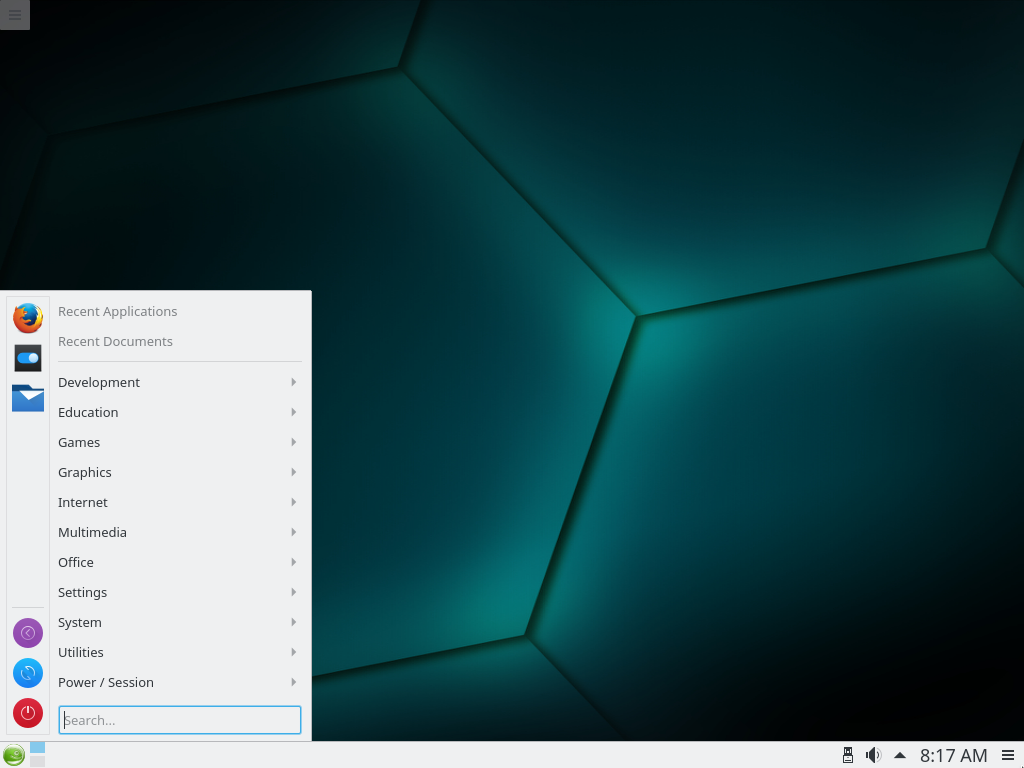 Recent Applications
Recent Documents
Development
Education
Games
Graphics
Internet
Multimedia
Office
Settings
System
Utilities
Power / Session
Search...
8:17 AM